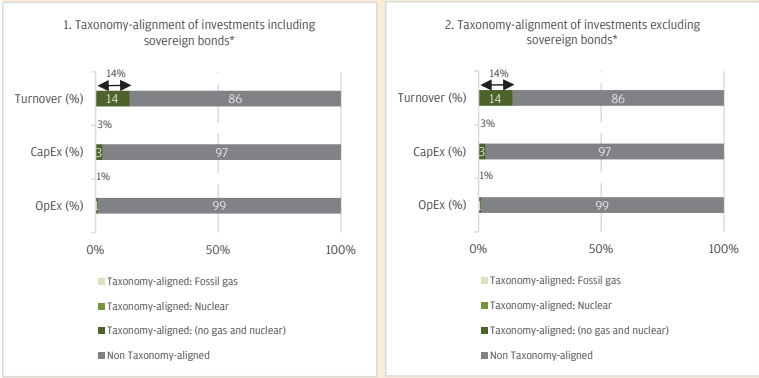 1. Taxonomy-alignment of investments including
sovereign bonds*
14%
Turnover (%)
14
86
3%
CapEx (%)
3
97
1%
OpEx (%)
1
99
0%
50%
100%
Taxonomy-aligned: Fossil gas
Taxonomy-aligned: Nuclear
Taxonomy-aligned: (no gas and nuclear)
Non Taxonomy-aligned
2. Taxonomy-alignment of investments excluding
sovereign bonds*
14%
Turnover (%)
14
86
3%
CapEx (%)
3
97
1%
OpEx (%)
1
99
0%
50%
100%
Taxonomy-aligned: Fossil gas
Taxonomy-aligned: Nuclear
Taxonomy-aligned: (no gas and nuclear)
Non Taxonomy-aligned